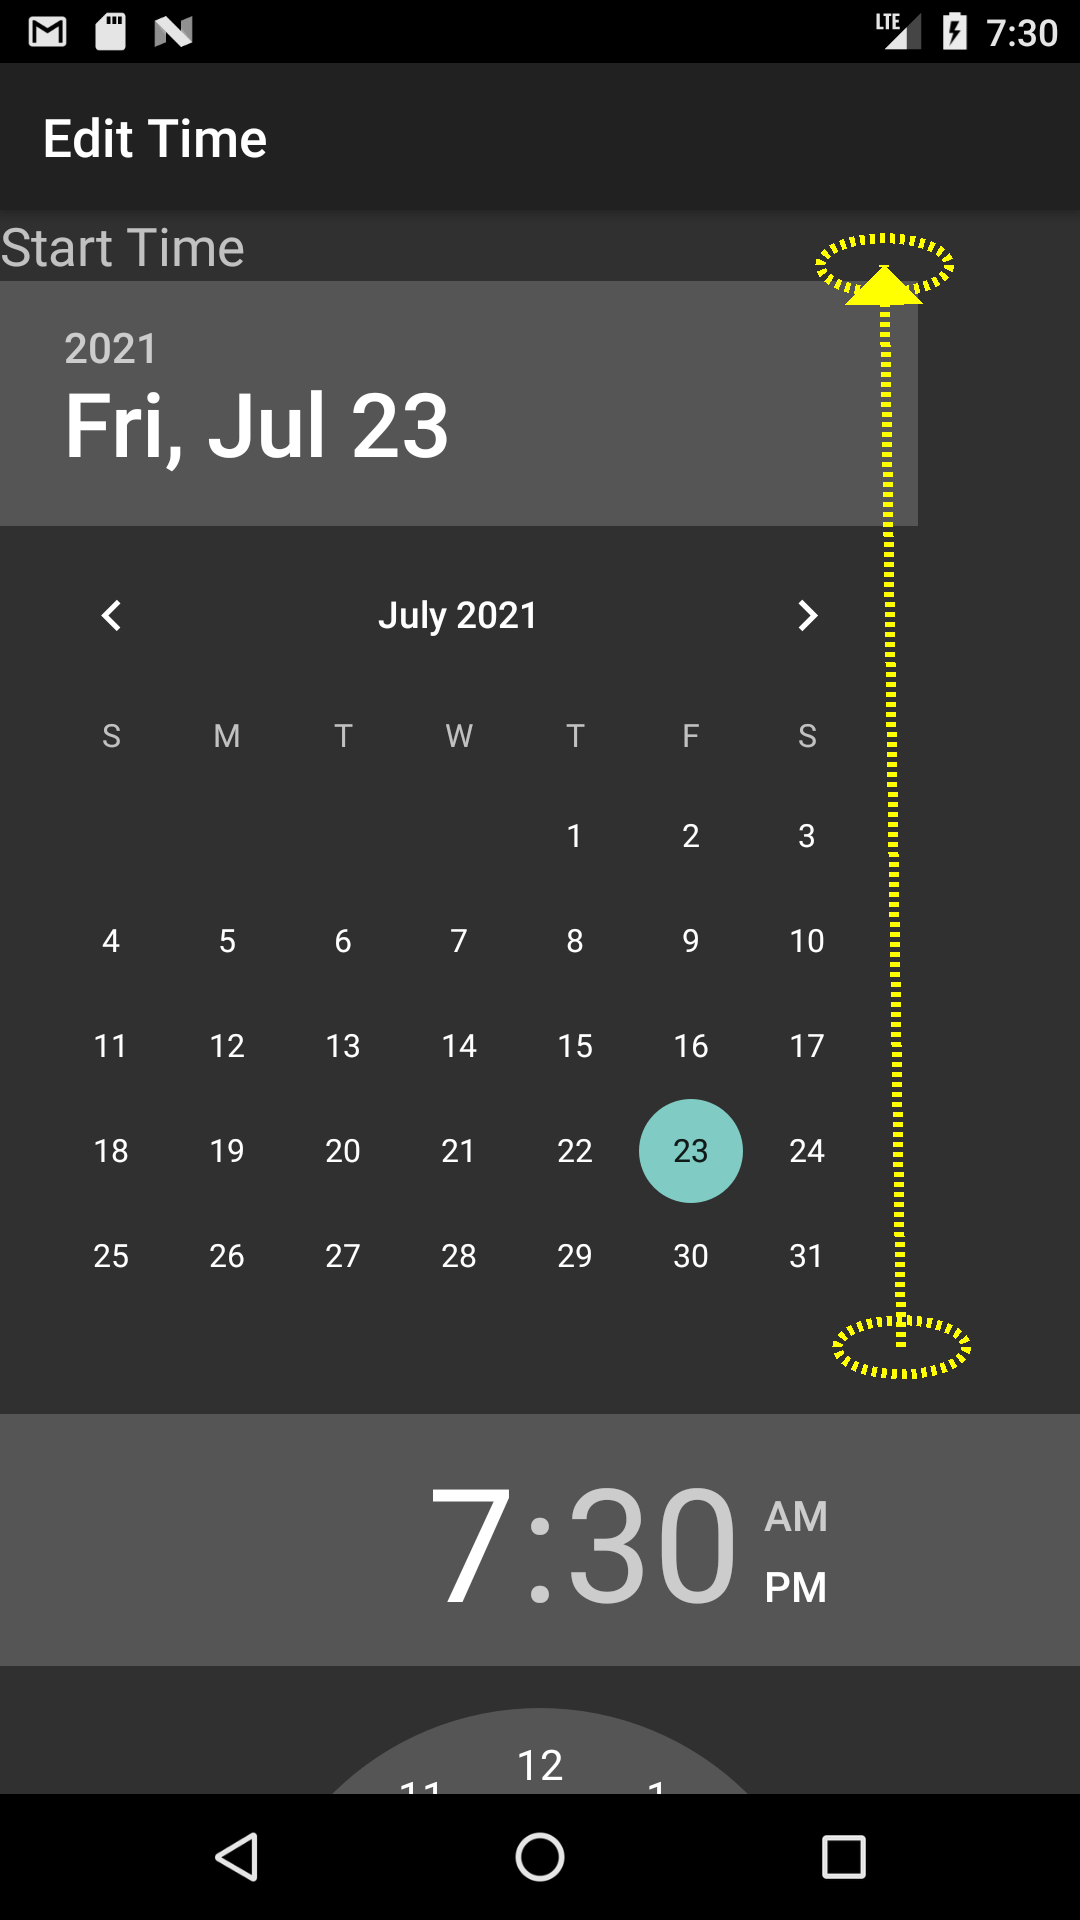 LTE 7:30
Edit Time
Start Time
2021
Fri, Jul 23
July 2021
S M T W T F S
1 2 3
4 5 6 7 8 9 10
11 12 13 14 15 16 17
18 19 20 21 22 23 24
25 26 27 28 29 30 31
7:30
AM
PM
12
11 1